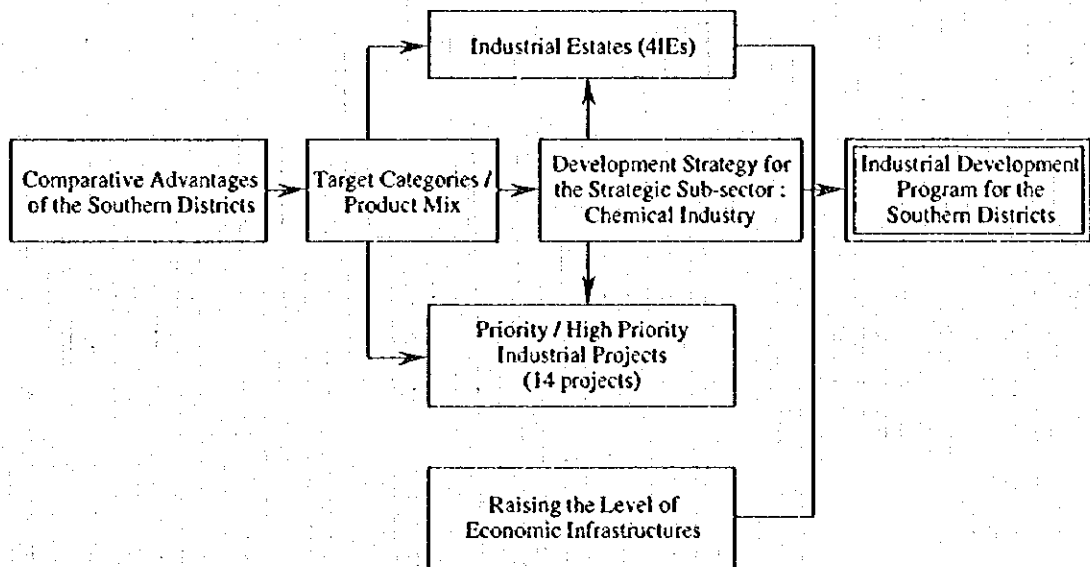 Industrial Estates (4IEs)
Comparative Advantages
of the Southern Districts
Target Categories /
Product Mix
Development Strategy for
the Strategic Sub-sector :
Chemical Industry
Industrial Development
Program for the
Southern Districts
Priority / High Priority
Industrial Projects
(14 projects)
Raising the Level of
Economic Infrastructures